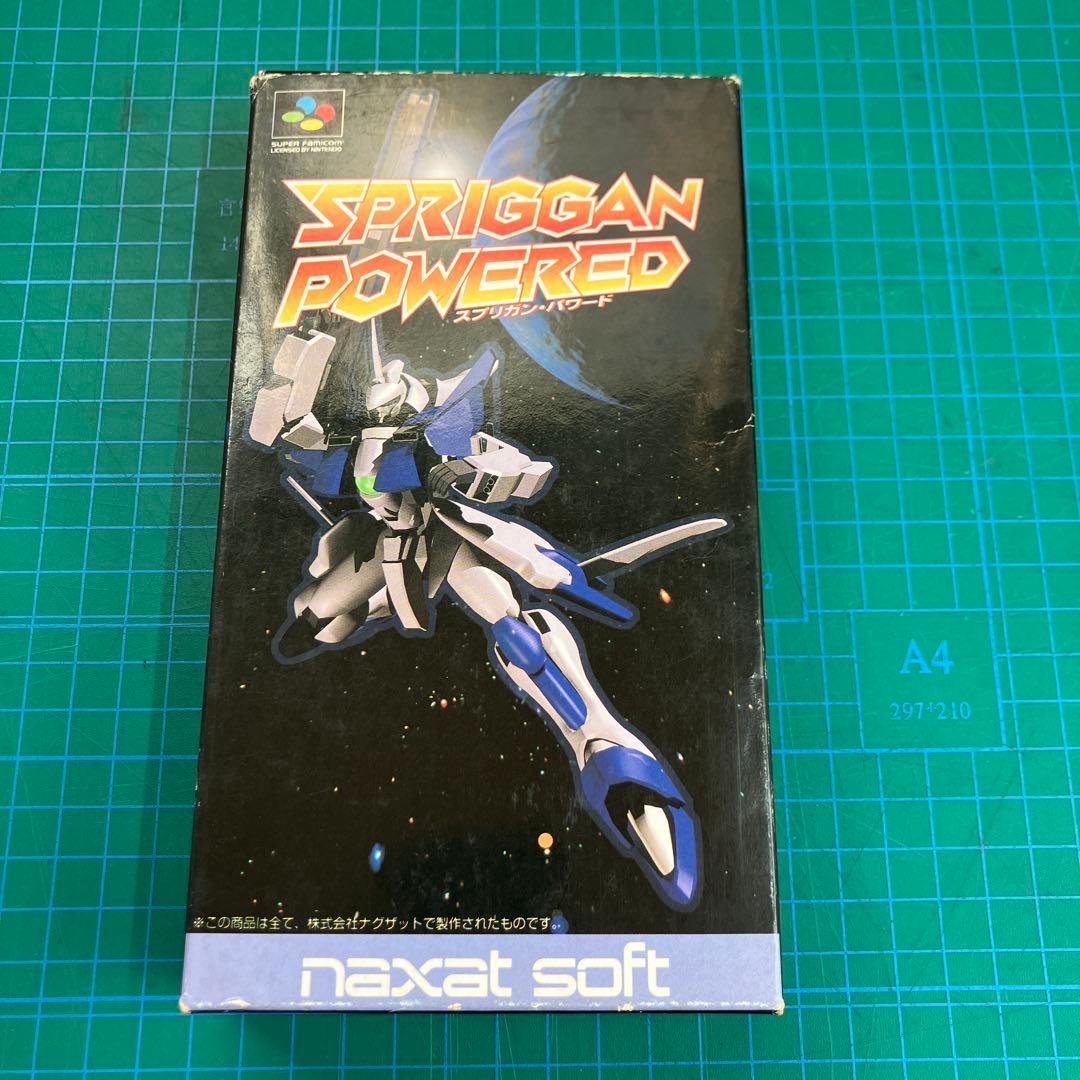 SUPER FAMICOM
LICENSED BY NINTENDO
SPRIGGAN
POWERED
スプリガン・パワード
※この商品は全て、株式会社ナグザットで製作されたものです。
naxat soft
A4
297*210